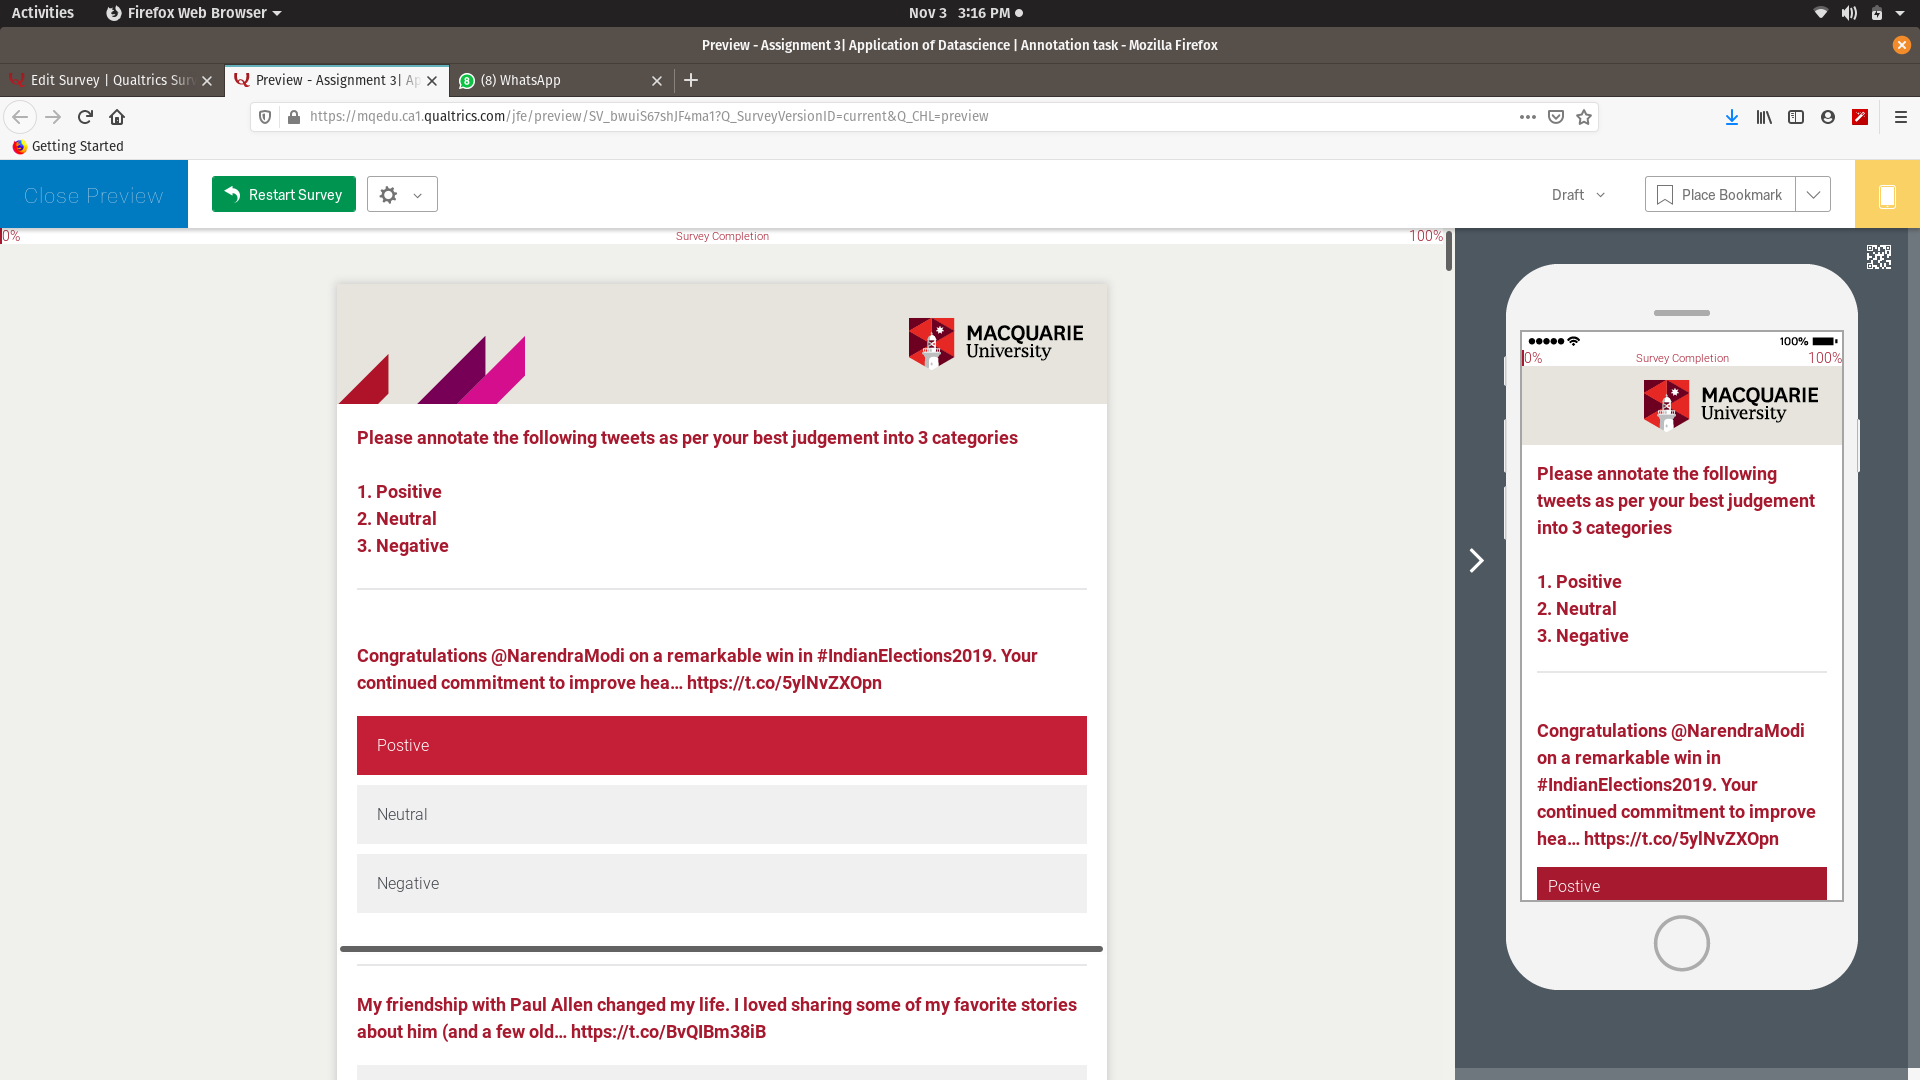 Activities
Firefox Web Browser
Nov 3 3:16 PM
Preview - Assignment 3| Application of Datascience | Annotation task - Mozilla Firefox
Edit Survey | Qualtrics Sur
Preview - Assignment 3| Ap
8
(8) WhatsApp
https://mqedu.ca1.qualtrics.com/jfe/preview/SV_bwuiS67shJF4ma1?Q_SurveyVersionID=current&Q_CHL=preview
Getting Started
Close Preview
Restart Survey
Draft
Place Bookmark
0%
Survey Completion
100%
MACQUARIE
University
Please annotate the following tweets as per your best judgement into 3 categories
1. Positive
2. Neutral
3. Negative
Congratulations @NarendraModi on a remarkable win in #IndianElections2019. Your
continued commitment to improve hea… https://t.co/5ylNvZXOpn
Postive
Neutral
Negative
My friendship with Paul Allen changed my life. I loved sharing some of my favorite stories
about him (and a few old… https://t.co/BvQIBm38iB
100%
0%
Survey Completion
100%
MACQUARIE
University
Please annotate the following
tweets as per your best judgement
into 3 categories
1. Positive
2. Neutral
3. Negative
Congratulations @NarendraModi
on a remarkable win in
#IndianElections2019. Your
continued commitment to improve
hea… https://t.co/5ylNvZXOpn
Postive